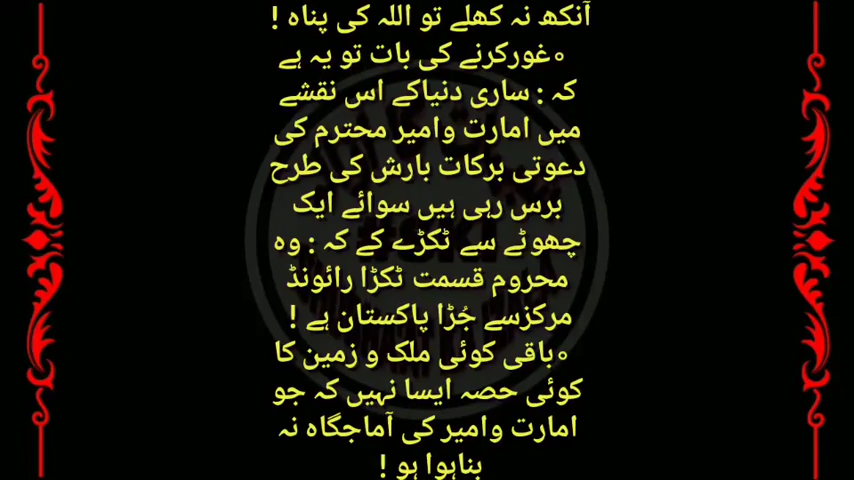 آنکھ نہ کھلے تو اللہ کی پناہ !
٥غورکرنے کی بات تو یہ ہے
کہ : ساری دنیاکے اس نقشے
میں امارت وامیر محترم کی
دعوتی برکات بارش کی طرح
برس رہی ہیں سوائے ایک
چھوٹے سے ٹکڑے کے کہ : وہ
محروم قسمت ٹکڑا رائونڈ
مرکزسے جُڑا پاکستان ہے !
٥باقی کوئی ملک و زمین کا
کوئی حصہ ایسا نہیں کہ جو
امارت وامیر کی آماجگاہ نہ
بناہوا ہو !